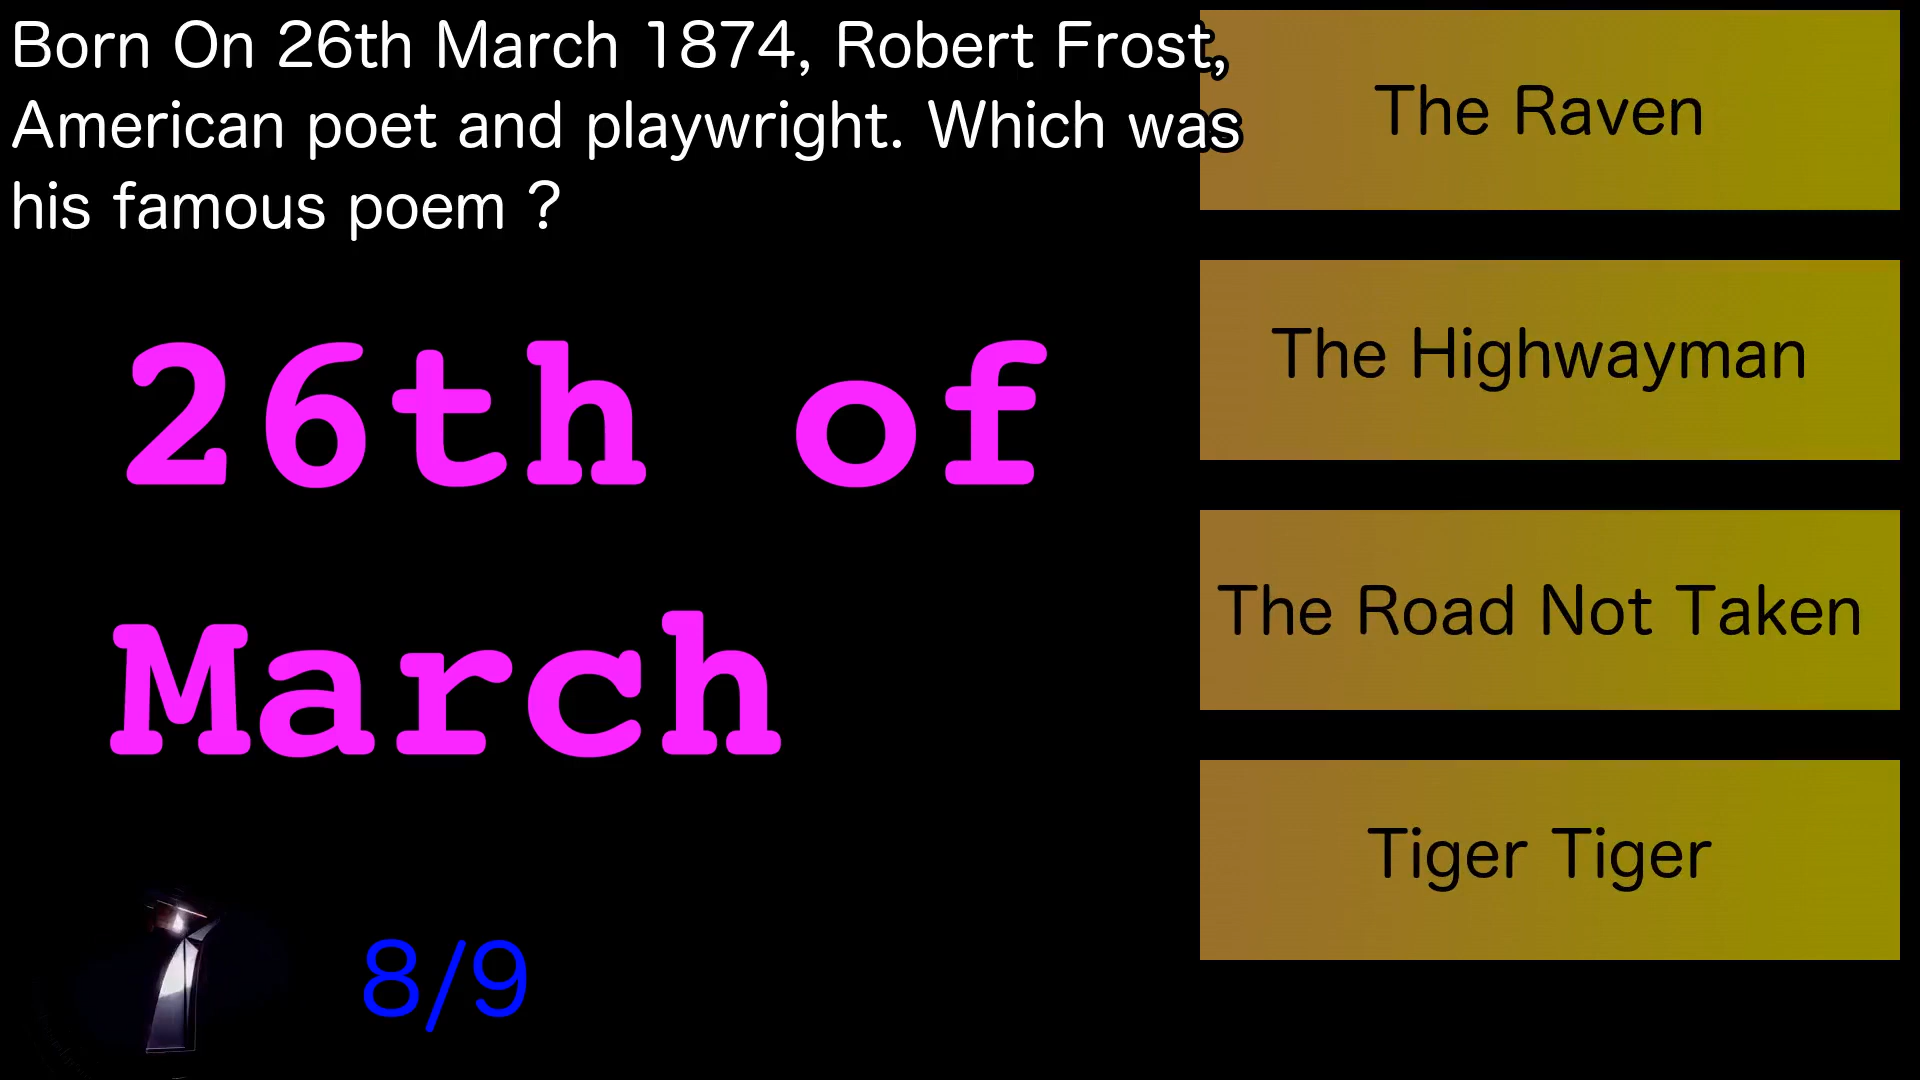 Born On 26th March 1874, Robert Frost,
American poet and playwright. Which was
his famous poem ?
The Raven
The Highwayman
The Road Not Taken
Tiger Tiger
26th of
March
8/9